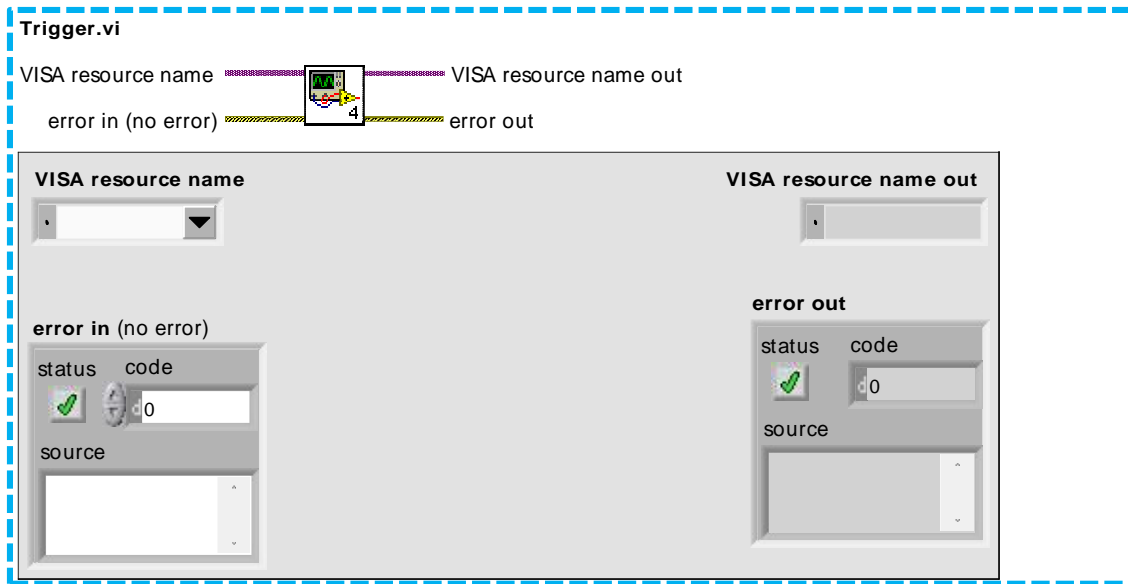 Trigger.vi
VISA resource name
VISA resource name out
4
error in (no error)
error out
VISA resource name
VISA resource name out
error out
error in (no error)
status code
status code
d 0
d 0
source
source